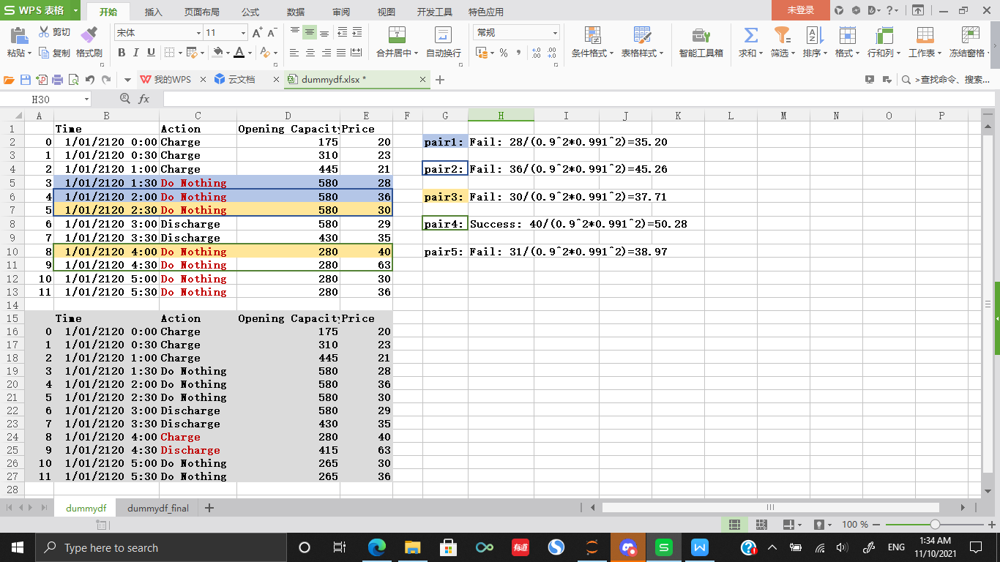 S WPS 表格 开始 插入 页面布局 公式 数据 审阅 视图 开发工具 特色应用 未登录
粘贴 剪切 复制 格式刷 宋体 11 B I U A 合并居中 自动换行 常规 % 条件格式 表格样式 智能工具箱 求和 筛选 排序 格式 行和列 工作表 冻结窗格
我的WPS 云文档 dummydf.xlsx * >查找命令、搜索...
H30 fx
A B C D E F G H I J K L M N O P
1 Time Action Opening Capacity Price
2 0 1/01/2120 0:00 Charge 175 20 pair1: Fail: 28/(0.9^2*0.991^2)=35.20
3 1 1/01/2120 0:30 Charge 310 23
4 2 1/01/2120 1:00 Charge 445 21 pair2: Fail: 36/(0.9^2*0.991^2)=45.26
5 3 1/01/2120 1:30 Do Nothing 580 28
6 4 1/01/2120 2:00 Do Nothing 580 36 pair3: Fail: 30/(0.9^2*0.991^2)=37.71
7 5 1/01/2120 2:30 Do Nothing 580 30
8 6 1/01/2120 3:00 Discharge 580 29 pair4: Success: 40/(0.9^2*0.991^2)=50.28
9 7 1/01/2120 3:30 Discharge 430 35
10 8 1/01/2120 4:00 Do Nothing 280 40 pair5: Fail: 31/(0.9^2*0.991^2)=38.97
11 9 1/01/2120 4:30 Do Nothing 280 63
12 10 1/01/2120 5:00 Do Nothing 280 30
13 11 1/01/2120 5:30 Do Nothing 280 36
14
15 Time Action Opening Capacity Price
16 0 1/01/2120 0:00 Charge 175 20
17 1 1/01/2120 0:30 Charge 310 23
18 2 1/01/2120 1:00 Charge 445 21
19 3 1/01/2120 1:30 Do Nothing 580 28
20 4 1/01/2120 2:00 Do Nothing 580 36
21 5 1/01/2120 2:30 Do Nothing 580 30
22 6 1/01/2120 3:00 Discharge 580 29
23 7 1/01/2120 3:30 Discharge 430 35
24 8 1/01/2120 4:00 Charge 280 40
25 9 1/01/2120 4:30 Discharge 415 63
26 10 1/01/2120 5:00 Do Nothing 265 30
27 11 1/01/2120 5:30 Do Nothing 265 36
28
dummydf dummydf_final
100 %
Type here to search 有道 ENG 1:34 AM
11/10/2021